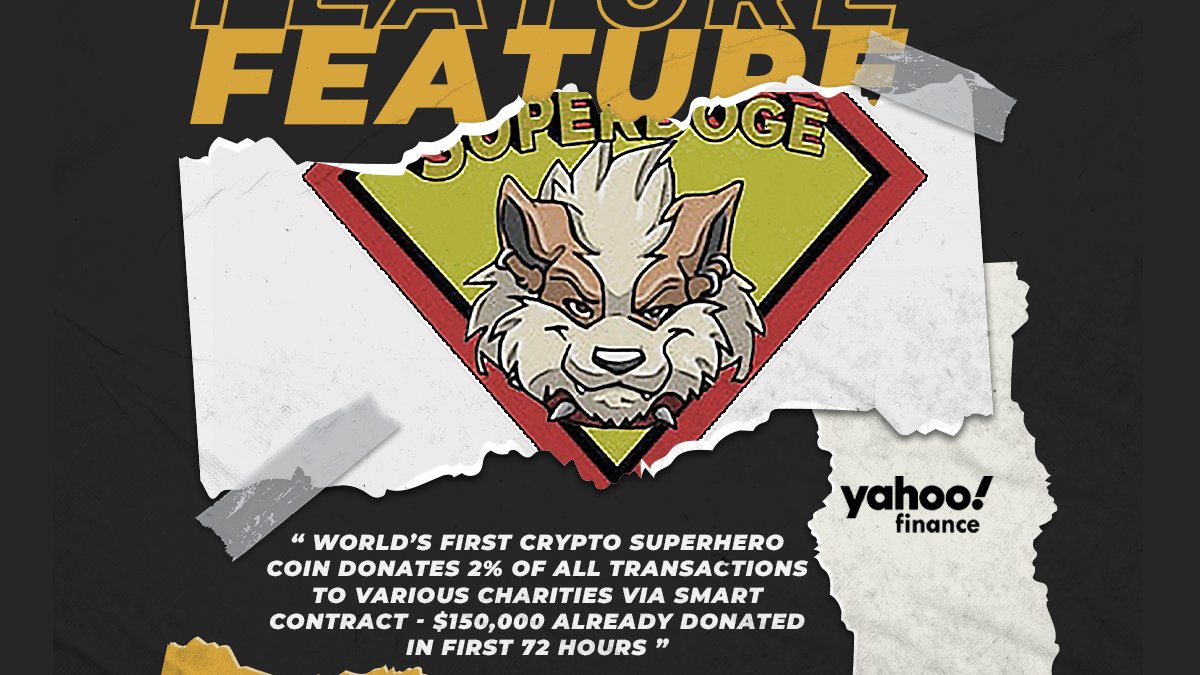 FEATURE
FEATURE
SUPERDOGE
yahoo!
finance
“ WORLD’S FIRST CRYPTO SUPERHERO
COIN DONATES 2% OF ALL TRANSACTIONS
TO VARIOUS CHARITIES VIA SMART
CONTRACT - $150,000 ALREADY DONATED
IN FIRST 72 HOURS ”